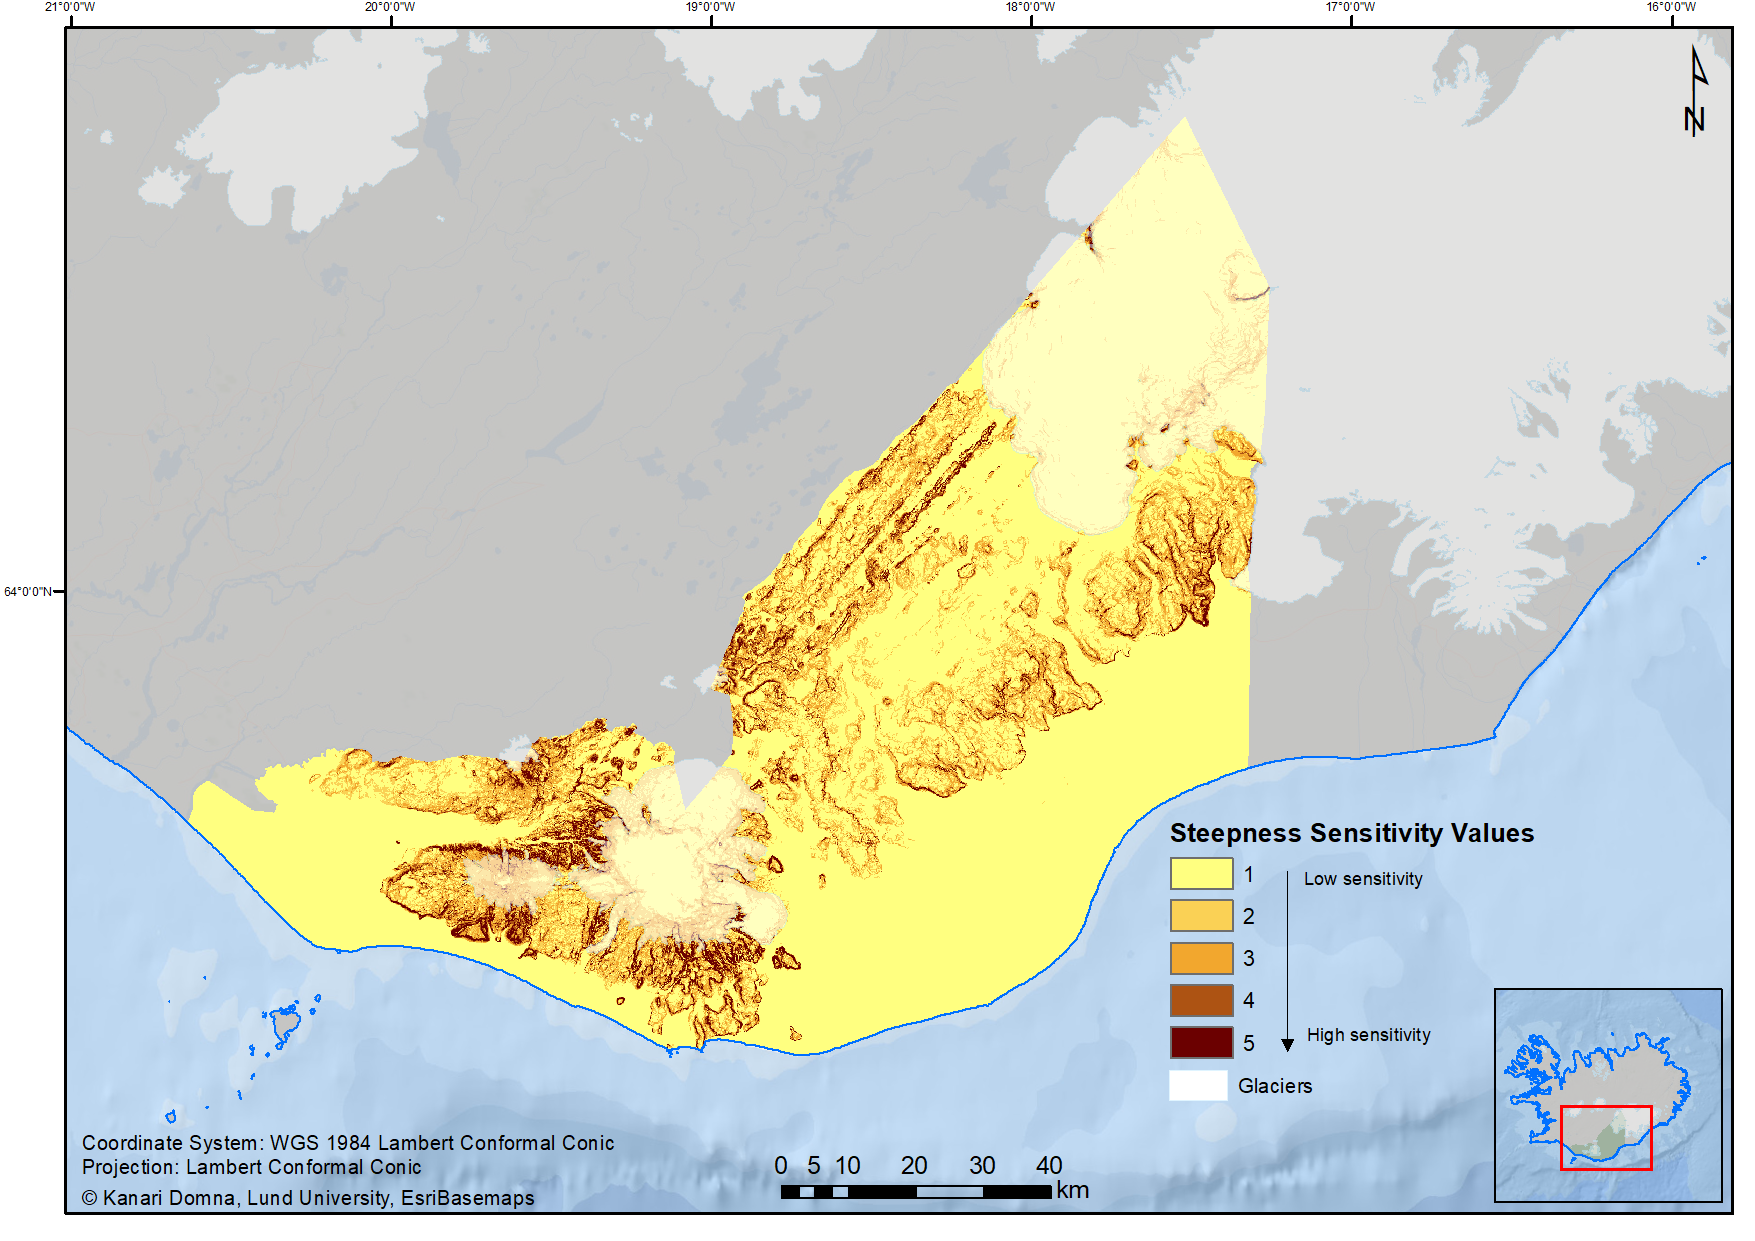 21°0'0"W 20°0'0"W 19°0'0"W 18°0'0"W 17°0'0"W 16°0'0"W
N
64°0'0"N
Steepness Sensitivity Values
1 Low sensitivity
2
3
4
5 High sensitivity
Glaciers
Coordinate System: WGS 1984 Lambert Conformal Conic
Projection: Lambert Conformal Conic
© Kanari Domna, Lund University, EsriBasemaps
0 5 10 20 30 40
km